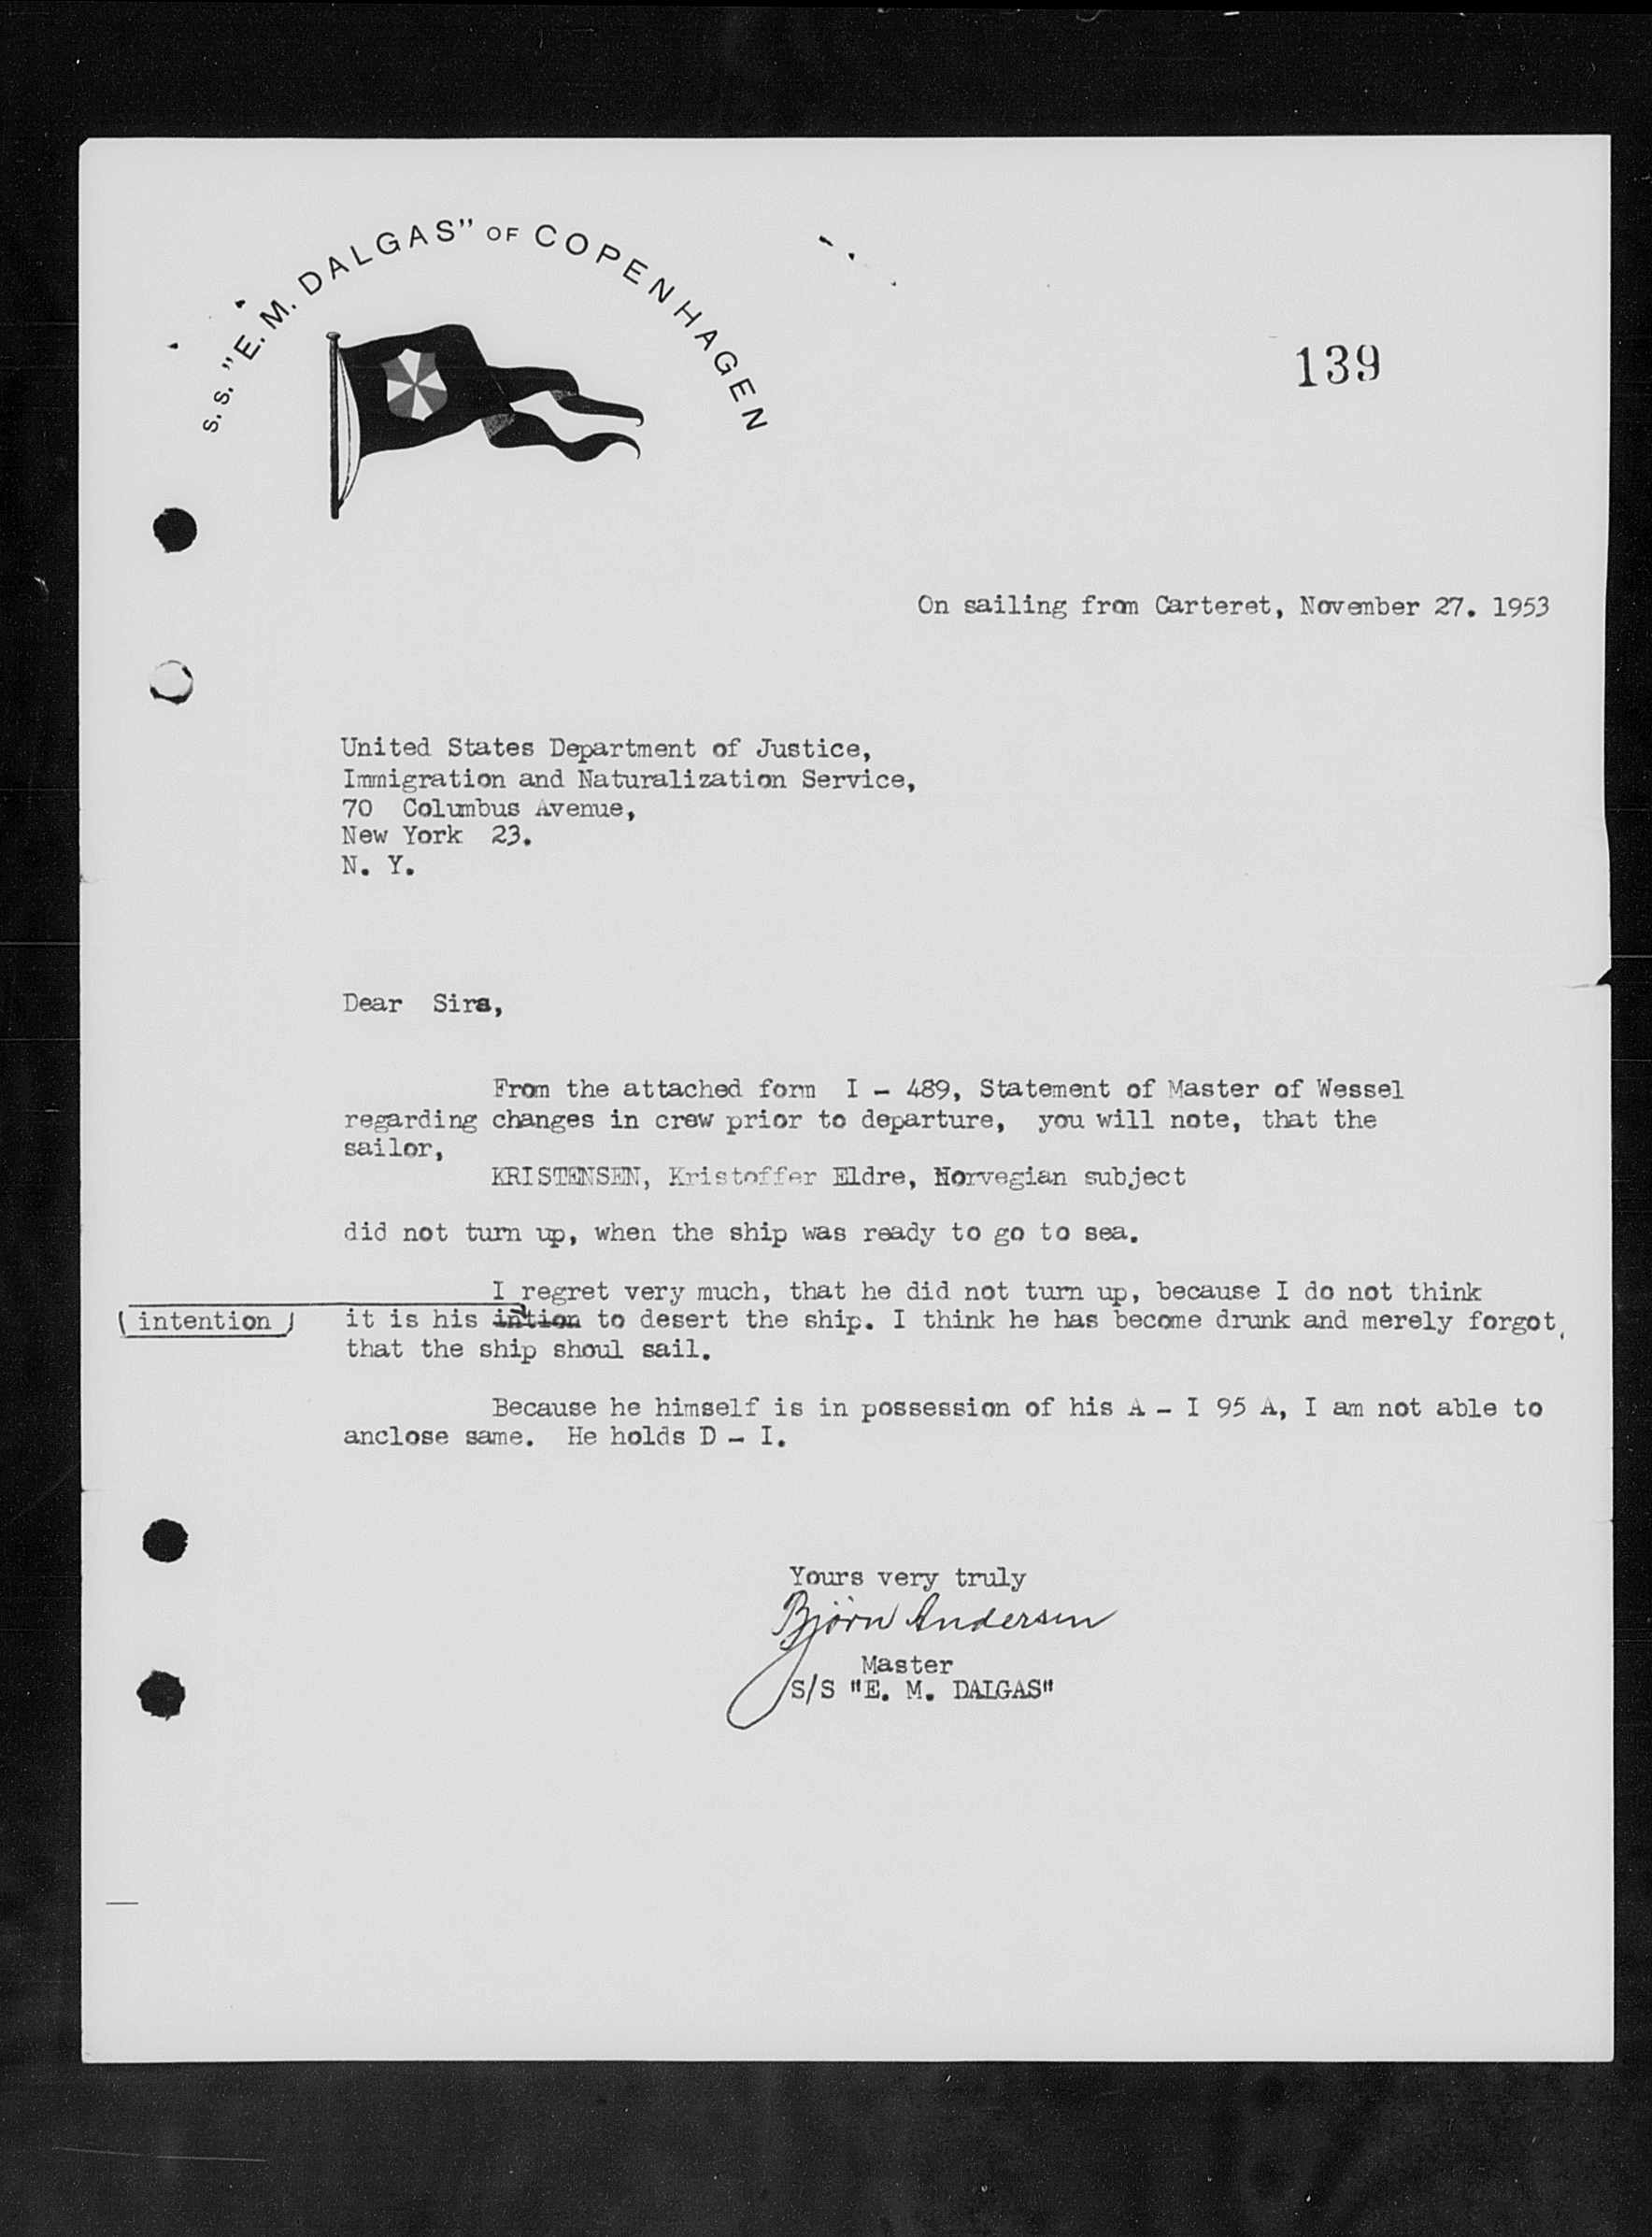 S. S. "E. M. DALGAS" OF COPENHAGEN
139
On sailing from Carteret, November 27. 1953
United States Department of Justice,
Immigration and Naturalization Service,
70 Columbus Avenue,
New York 23.
N. Y.
Dear Sirs,
From the attached form I - 489, Statement of Master of Wessel
regarding changes in crew prior to departure, you will note, that the
sailor,
KRISTENSEN, Kristoffer Eldre, Norvegian subject
did not turn up, when the ship was ready to go to sea.
I regret very much, that he did not turn up, because I do not think
(intention) it is his intion to desert the ship. I think he has become drunk and merely forgot,
that the ship shoul sail.
Because he himself is in possession of his A - I 95 A, I am not able to
anclose same. He holds D - I.
Yours very truly
Bjørn Andersen
Master
S/S "E. M. DALGAS"